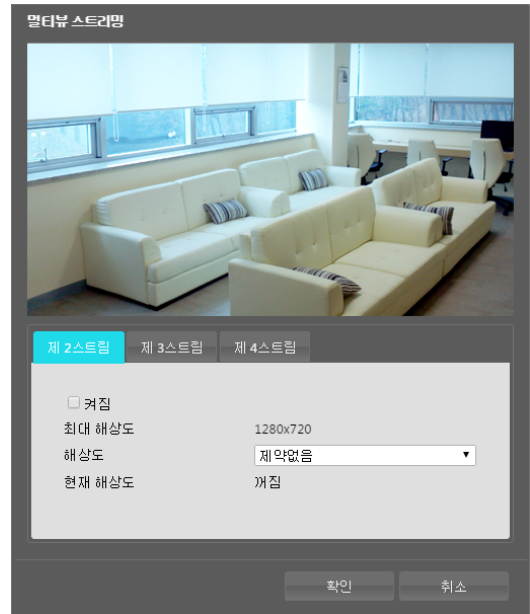 멀티뷰 스트리밍
제 2스트림 제 3스트림 제 4스트림
켜짐
최대 해상도 1280x720
해상도 제약없음
현재 해상도 꺼짐
확인 취소